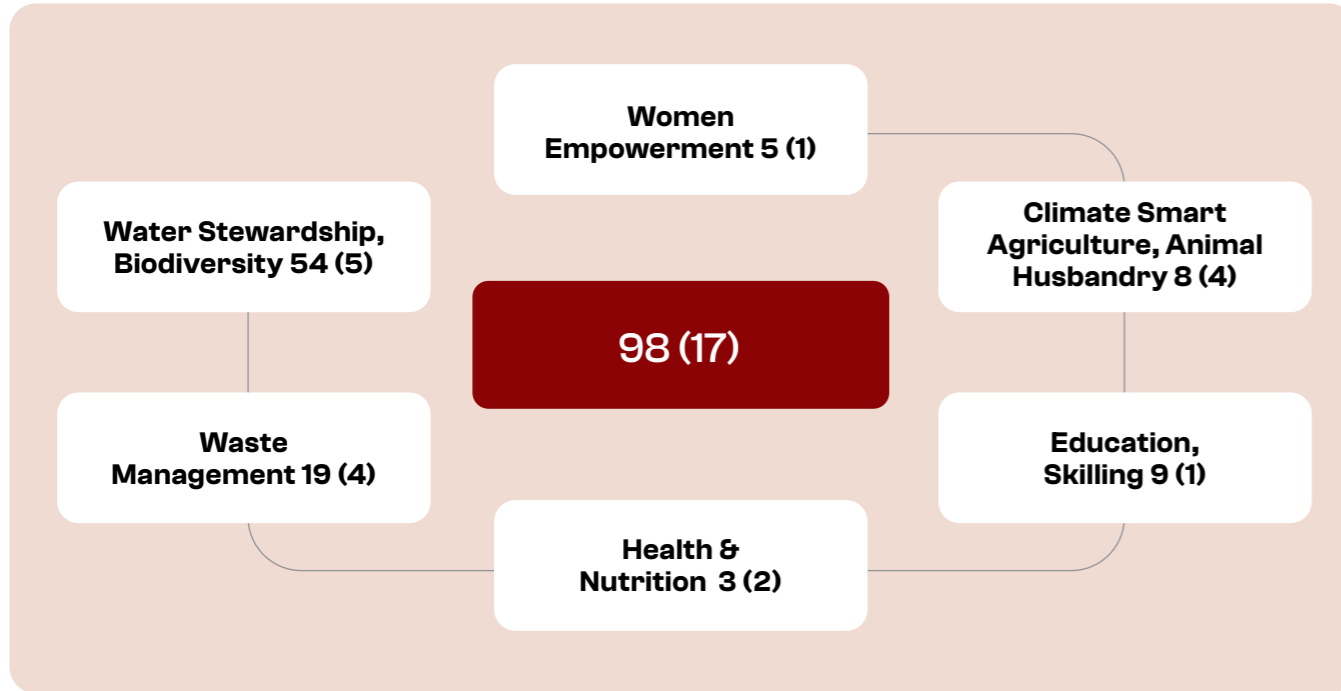 Women
Empowerment 5 (1)
Water Stewardship,
Biodiversity 54 (5)
Climate Smart
Agriculture, Animal
Husbandry 8 (4)
98 (17)
Waste
Management 19 (4)
Education,
Skilling 9 (1)
Health &
Nutrition 3 (2)